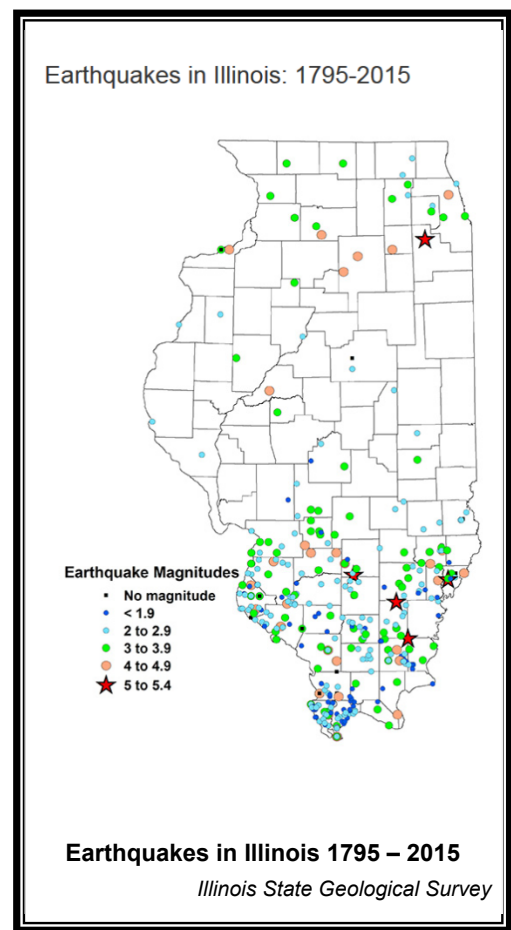 Earthquakes in Illinois: 1795-2015
Earthquake Magnitudes
No magnitude
< 1.9
2 to 2.9
3 to 3.9
4 to 4.9
5 to 5.4
Earthquakes in Illinois 1795 – 2015
Illinois State Geological Survey